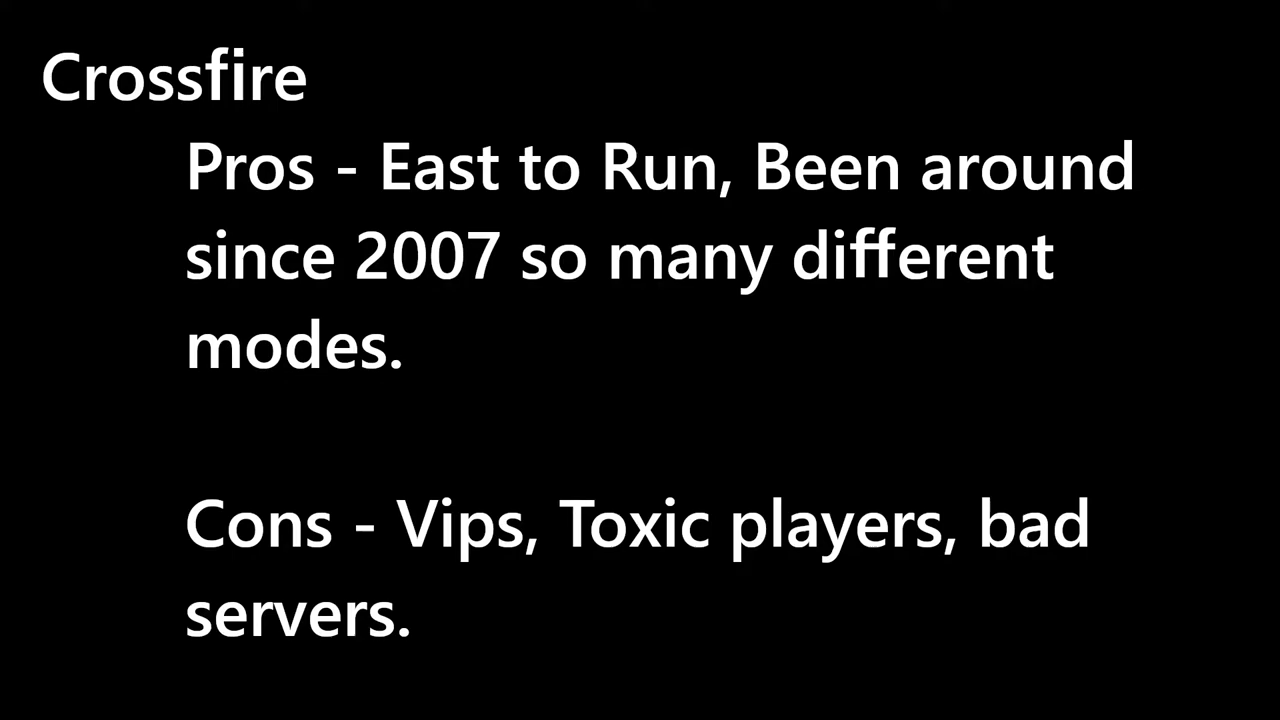 Crossfire
Pros - East to Run, Been around
since 2007 so many different
modes.
Cons - Vips, Toxic players, bad
servers.